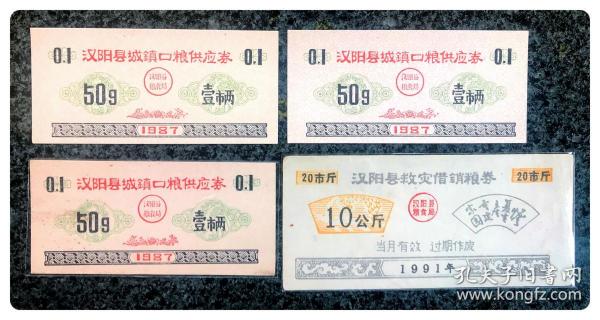 0.1 汉阳县城镇口粮供应券 0.1
汉阳县
粮食局
50g 壹市两
1987
0.1 汉阳县城镇口粮供应券 0.1
汉阳县
粮食局
50g 壹市两
1987
0.1 汉阳县城镇口粮供应券 0.1
汉阳县
粮食局
50g 壹市两
1987
20市斤 汉阳县救灾借销粮券 20市斤
10公斤
汉阳县
粮食局
当月有效 过期作废
1991年
孔夫子旧书网
www.kongfz.com